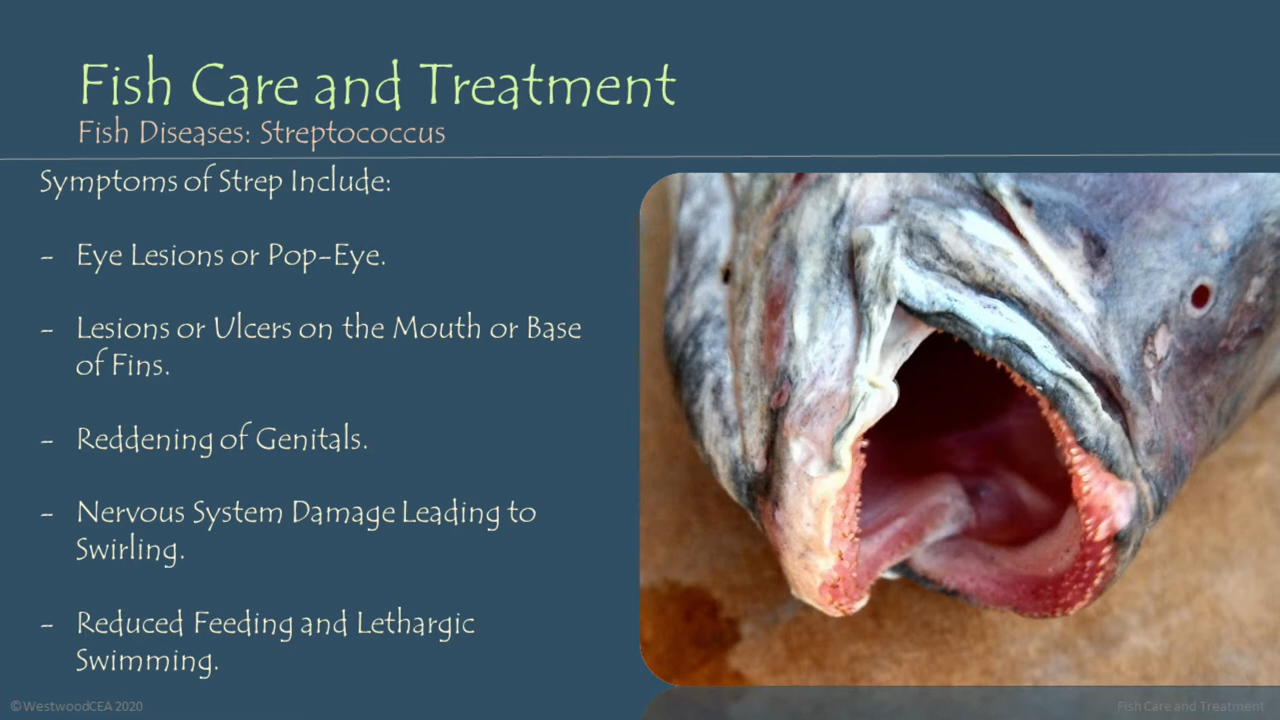 Fish Care and Treatment
Fish Diseases: Streptococcus
Symptoms of Strep Include:
- Eye Lesions or Pop-Eye.
- Lesions or Ulcers on the Mouth or Base
of Fins.
- Reddening of Genitals.
- Nervous System Damage Leading to
Swirling.
- Reduced Feeding and Lethargic
Swimming.
©WestwoodCEA 2020
Fish Care and Treatment